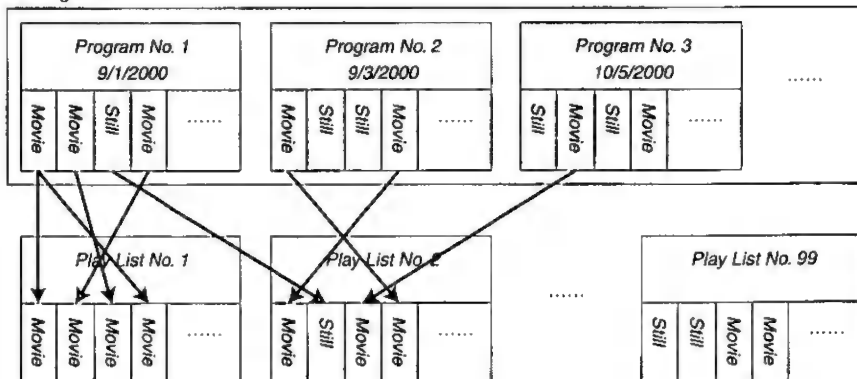 Program No. 1
9/1/2000
Movie
Movie
Still
Movie
......
Program No. 2
9/3/2000
Movie
Still
Still
Movie
......
Program No. 3
10/5/2000
Still
Movie
Still
Movie
......
......
Play List No. 1
Movie
Movie
Movie
Movie
......
Play List No. 2
Movie
Still
Movie
Movie
......
......
Play List No. 99
Still
Still
Movie
Movie
......